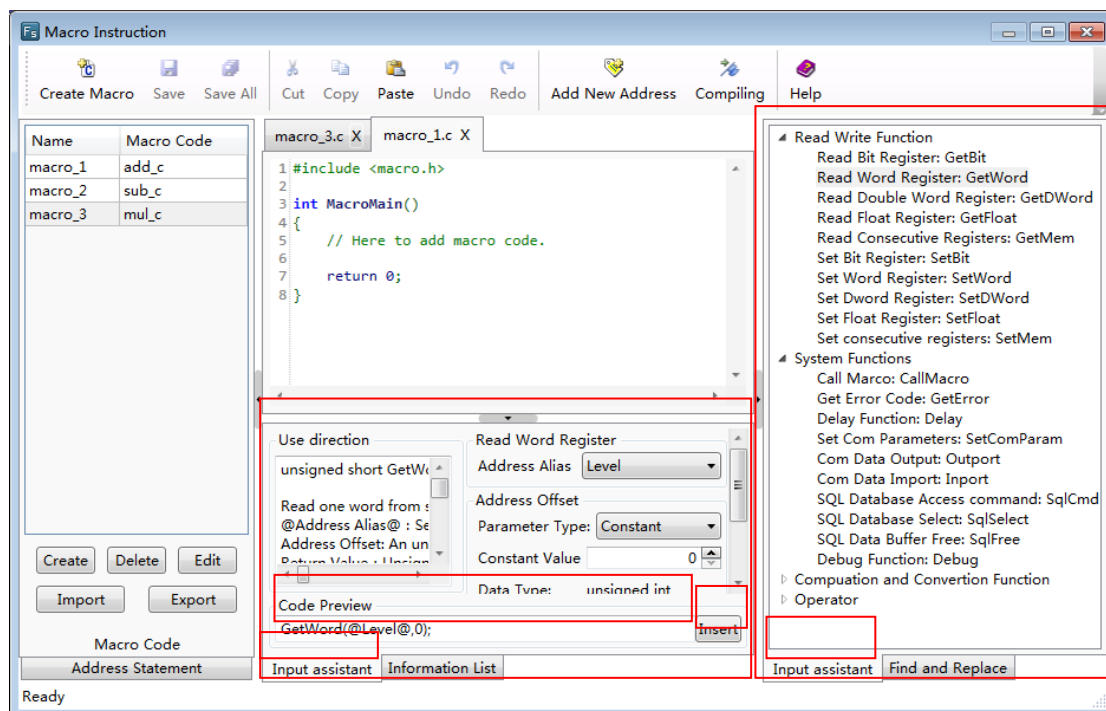 Fs Macro Instruction
Create Macro Save Save All Cut Copy Paste Undo Redo Add New Address Compiling Help
Name Macro Code
macro_1 add_c
macro_2 sub_c
macro_3 mul_c
Create Delete Edit
Import Export
Macro Code
Address Statement
macro_3.c X macro_1.c X
1 #include <macro.h>
2
3 int MacroMain()
4 {
5 // Here to add macro code.
6
7 return 0;
8 }
Use direction
unsigned short GetWo
Read one word from s
@Address Alias@ : Se
Address Offset: An un
Return Value : Unsign
Read Word Register
Address Alias Level
Address Offset
Parameter Type: Constant
Constant Value 0
Data Type: unsigned int
Code Preview
GetWord(@Level@,0);
Insert
Input assistant Information List
Read Write Function
Read Bit Register: GetBit
Read Word Register: GetWord
Read Double Word Register: GetDWord
Read Float Register: GetFloat
Read Consecutive Registers: GetMem
Set Bit Register: SetBit
Set Word Register: SetWord
Set Dword Register: SetDWord
Set Float Register: SetFloat
Set consecutive registers: SetMem
System Functions
Call Marco: CallMacro
Get Error Code: GetError
Delay Function: Delay
Set Com Parameters: SetComParam
Com Data Output: Outport
Com Data Import: Inport
SQL Database Access command: SqlCmd
SQL Database Select: SqlSelect
SQL Data Buffer Free: SqlFree
Debug Function: Debug
Compuation and Convertion Function
Operator
Input assistant Find and Replace
Ready